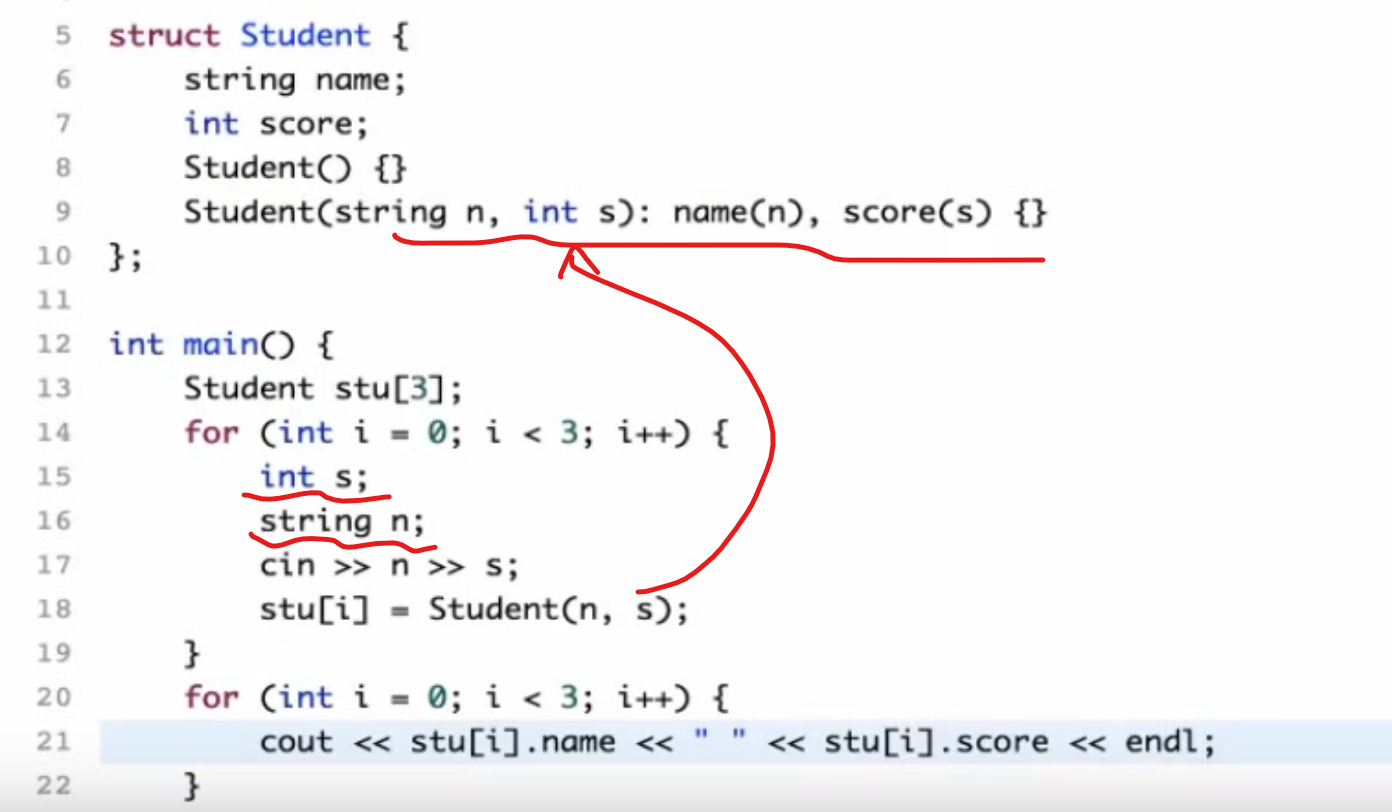 5 struct Student {
6 string name;
7 int score;
8 Student() {}
9 Student(string n, int s): name(n), score(s) {}
10 };
11
12 int main() {
13 Student stu[3];
14 for (int i = 0; i < 3; i++) {
15 int s;
16 string n;
17 cin >> n >> s;
18 stu[i] = Student(n, s);
19 }
20 for (int i = 0; i < 3; i++) {
21 cout << stu[i].name << " " << stu[i].score << endl;
22 }